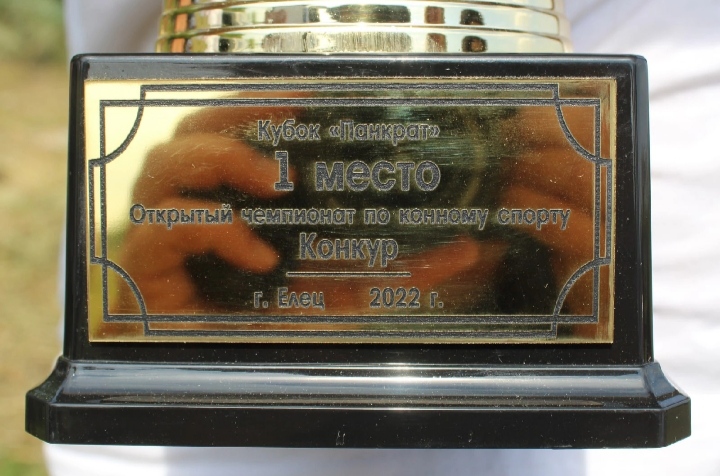 Кубок «Панкрат»
1 место
Открытый чемпионат по конному спорту
Конкур
г. Елец 2022 г.